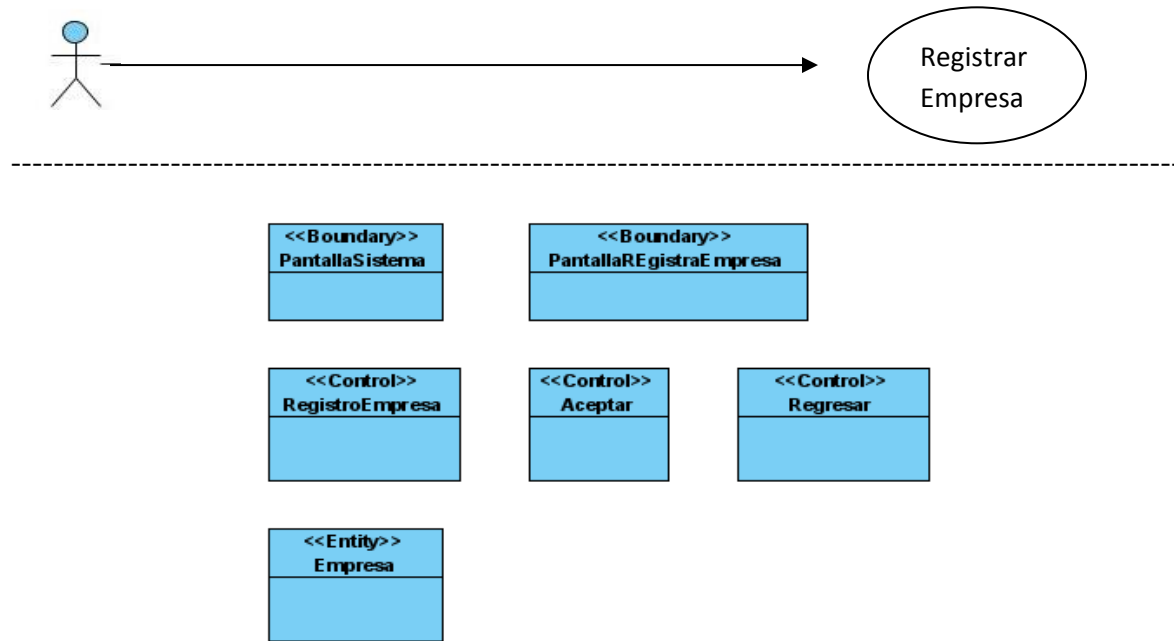 Registrar
Empresa
<<Boundary>>
PantallaSistema
<<Boundary>>
PantallaREgistraEmpresa
<<Control>>
RegistroEmpresa
<<Control>>
Aceptar
<<Control>>
Regresar
<<Entity>>
Empresa